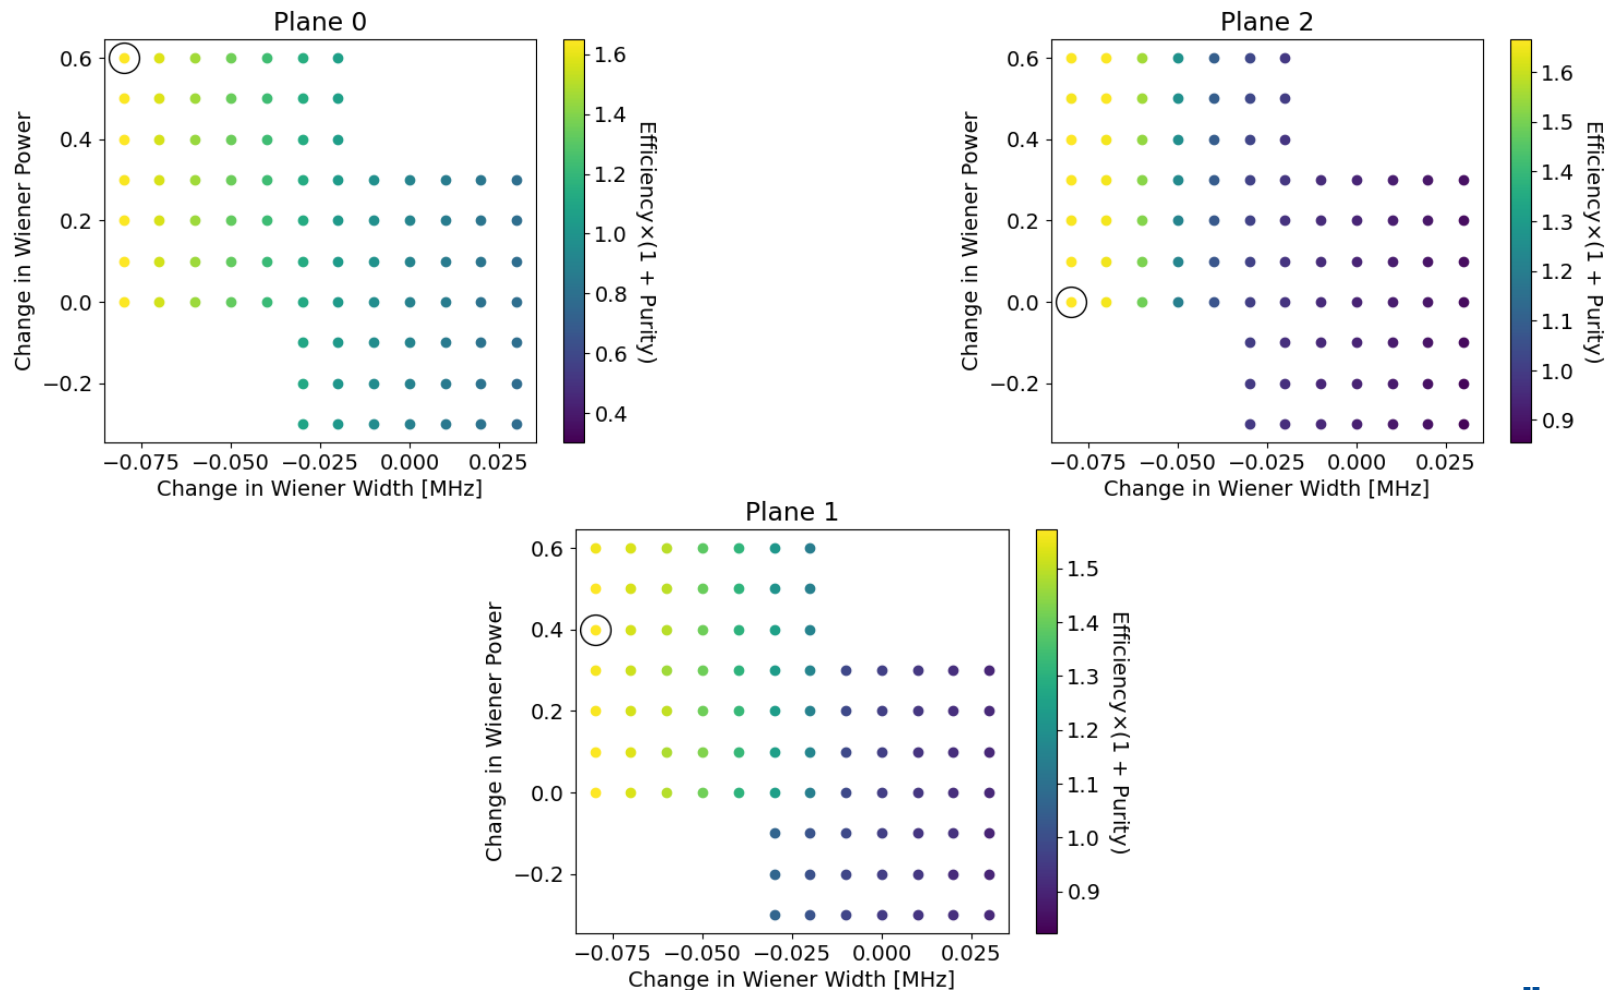 Plane 0
0.6
0.4
0.2
0.0
−0.2
Change in Wiener Power
−0.075 −0.050 −0.025 0.000 0.025
Change in Wiener Width [MHz]
1.6
1.4
1.2
1.0
0.8
0.6
0.4
Efficiency×(1 + Purity)
Plane 2
0.6
0.4
0.2
0.0
−0.2
Change in Wiener Power
−0.075 −0.050 −0.025 0.000 0.025
Change in Wiener Width [MHz]
1.6
1.5
1.4
1.3
1.2
1.1
1.0
0.9
Efficiency×(1 + Purity)
Plane 1
0.6
0.4
0.2
0.0
−0.2
Change in Wiener Power
−0.075 −0.050 −0.025 0.000 0.025
Change in Wiener Width [MHz]
1.5
1.4
1.3
1.2
1.1
1.0
0.9
Efficiency×(1 + Purity)